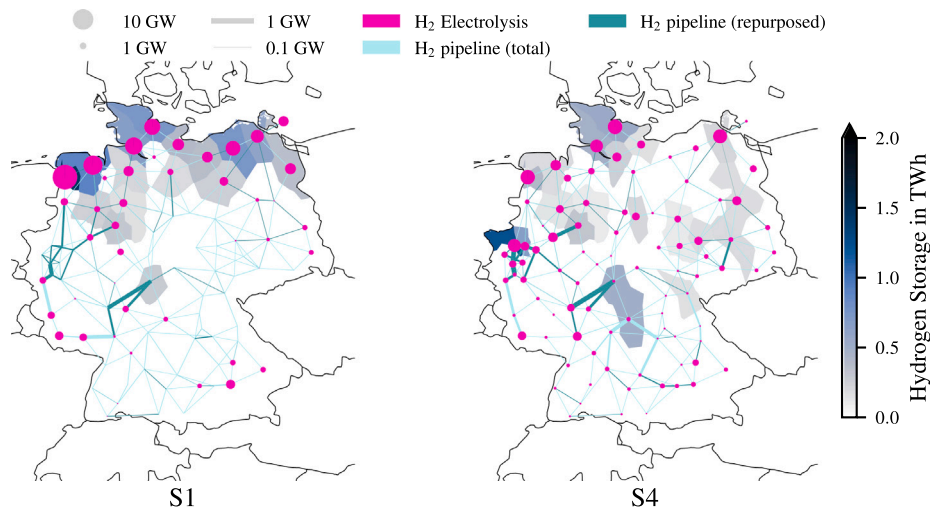 10 GW 1 GW H₂ Electrolysis H₂ pipeline (repurposed)
1 GW 0.1 GW H₂ pipeline (total)
2.0
1.5
1.0
0.5
0.0
Hydrogen Storage in TWh
S1 S4